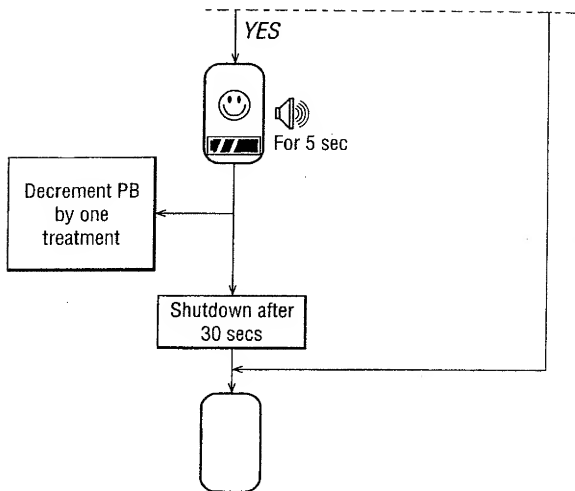 YES
For 5 sec
Decrement PB
by one
treatment
Shutdown after
30 secs